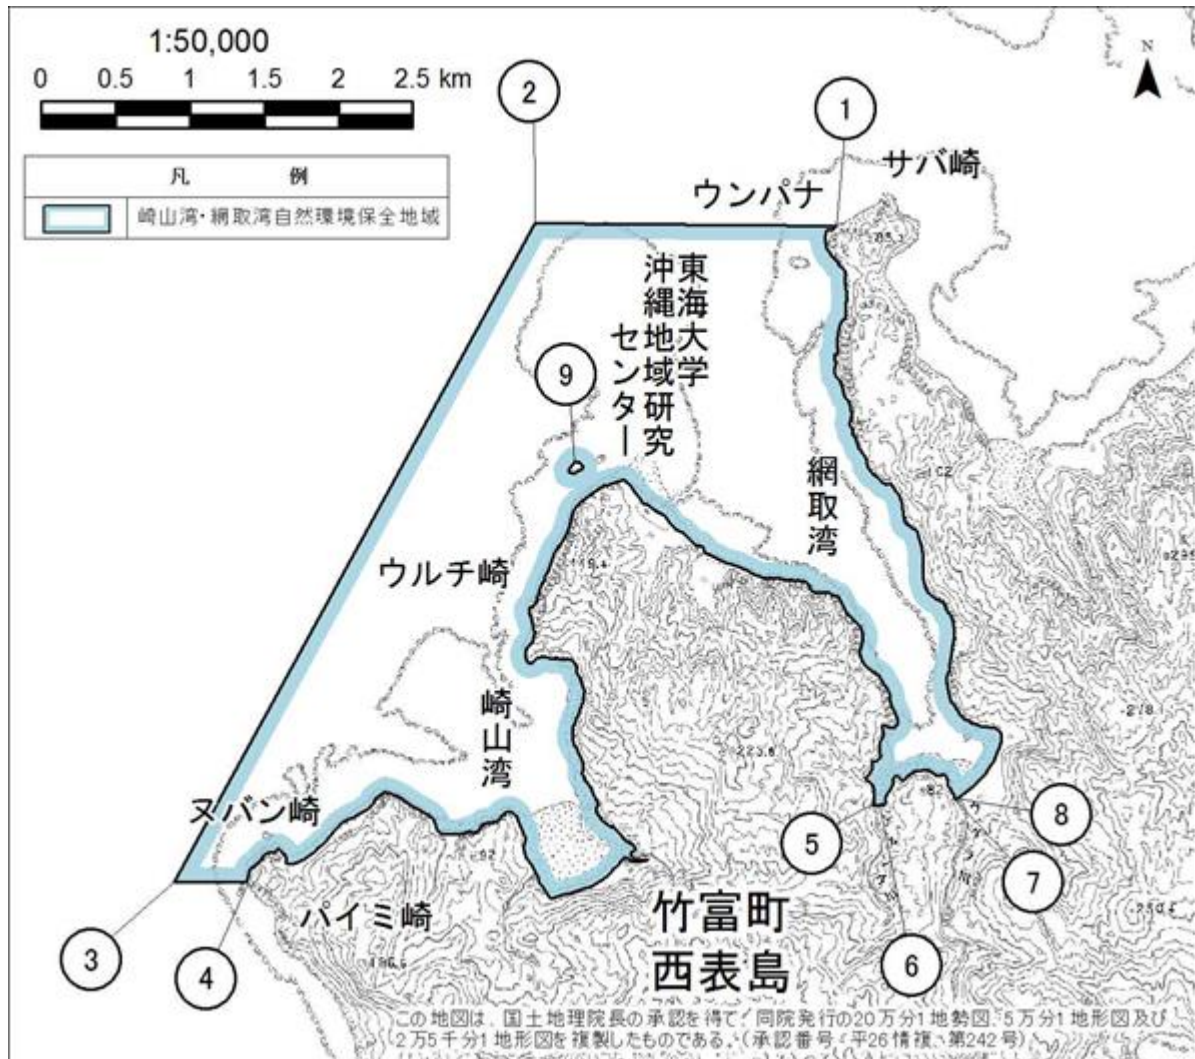 1:50,000
0 0.5 1 1.5 2 2.5 km
凡 例
崎山湾・網取湾自然環境保全地域
N
2
1
サバ崎
ウンパナ
東海大学
沖縄地域研究
センター
9
網取湾
ウルチ崎
崎山湾
ヌバン崎
パイミ崎
5
8
7
6
3
4
竹富町
西表島
この地図は、国土地理院長の承認を得て、同院発行の20万分1地勢図、5万分1地形図及び
2万5千分1地形図を複製したものである。(承認番号 平26情複、第242号)